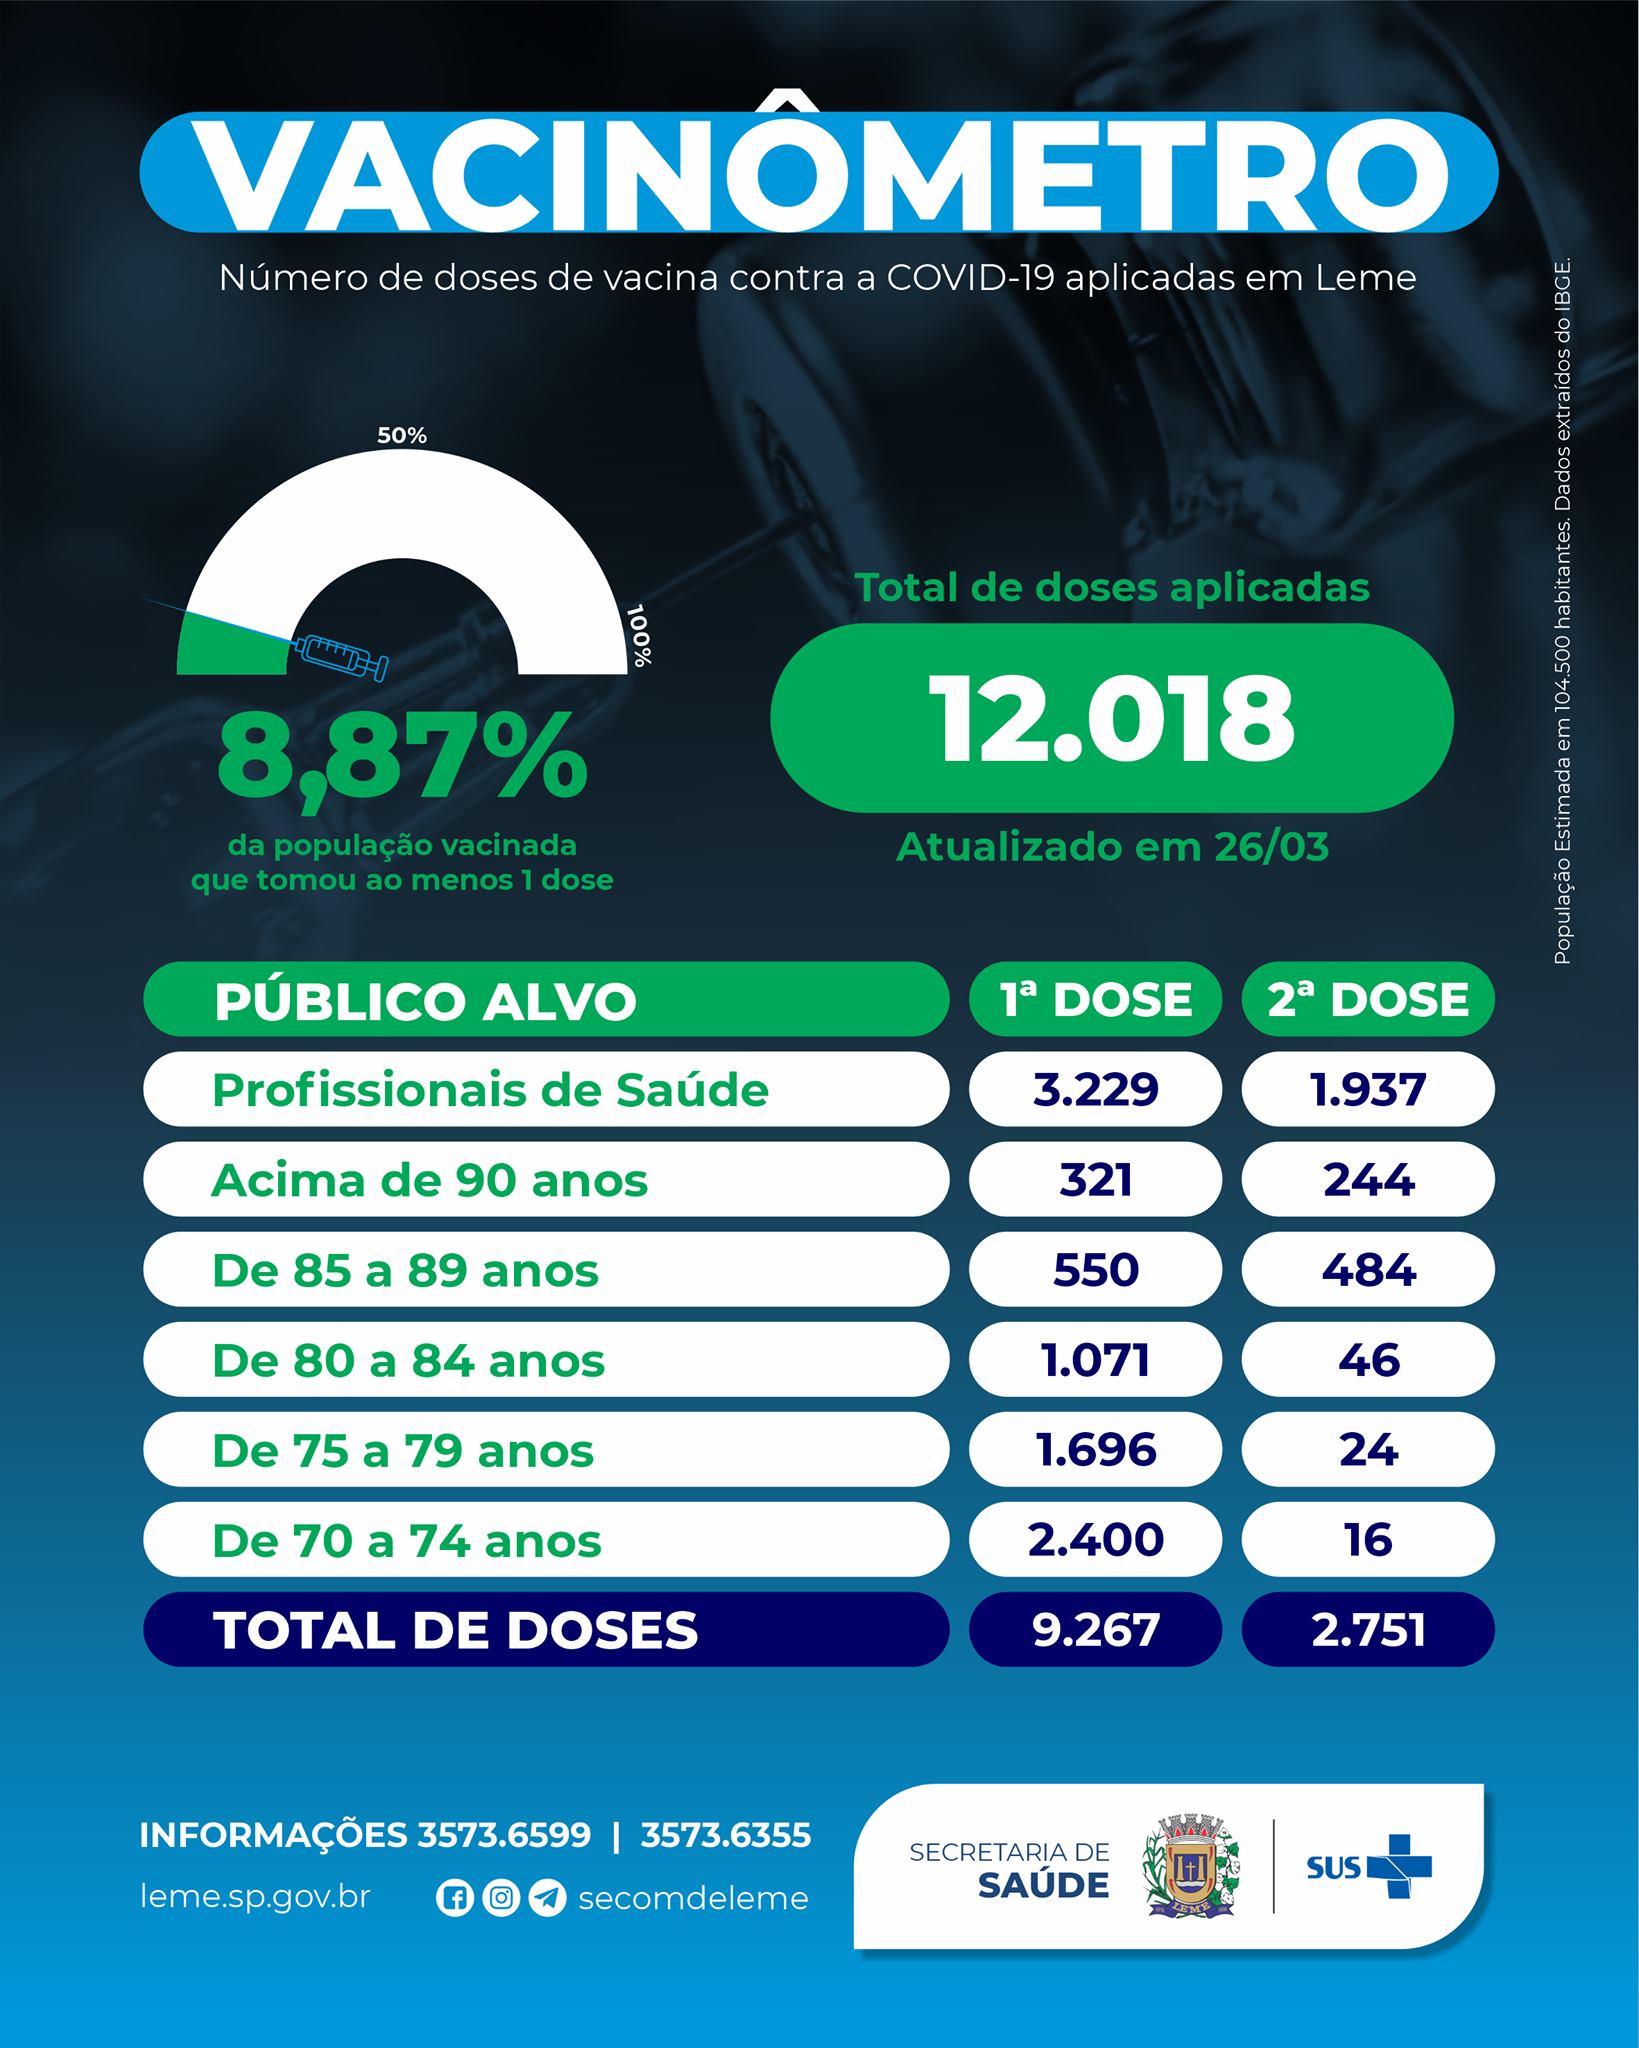 VACINÔMETRO
Número de doses de vacina contra a COVID-19 aplicadas em Leme
População Estimada em 104.500 habitantes. Dados extraídos do IBGE.
50%
100%
8,87%
da população vacinada
que tomou ao menos 1 dose
Total de doses aplicadas
12.018
Atualizado em 26/03
PÚBLICO ALVO 1ª DOSE 2ª DOSE
Profissionais de Saúde 3.229 1.937
Acima de 90 anos 321 244
De 85 a 89 anos 550 484
De 80 a 84 anos 1.071 46
De 75 a 79 anos 1.696 24
De 70 a 74 anos 2.400 16
TOTAL DE DOSES 9.267 2.751
INFORMAÇÕES 3573.6599 | 3573.6355
leme.sp.gov.br secomdeleme
SECRETARIA DE
SAÚDE
LEME
SUS